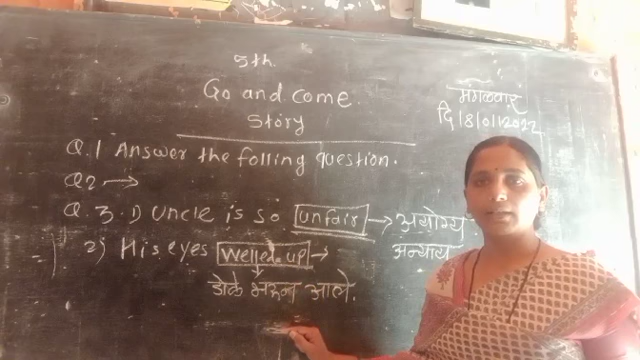 5th.
Go and come.
Story
मंगळवार
दि 18/01/2022
Q.1 Answer the folling question.
Q2 →
Q.3. 1) Uncle is so unfair → अयोग्य
अन्याय
2) His eyes welled up →
डोळे भरून आले.